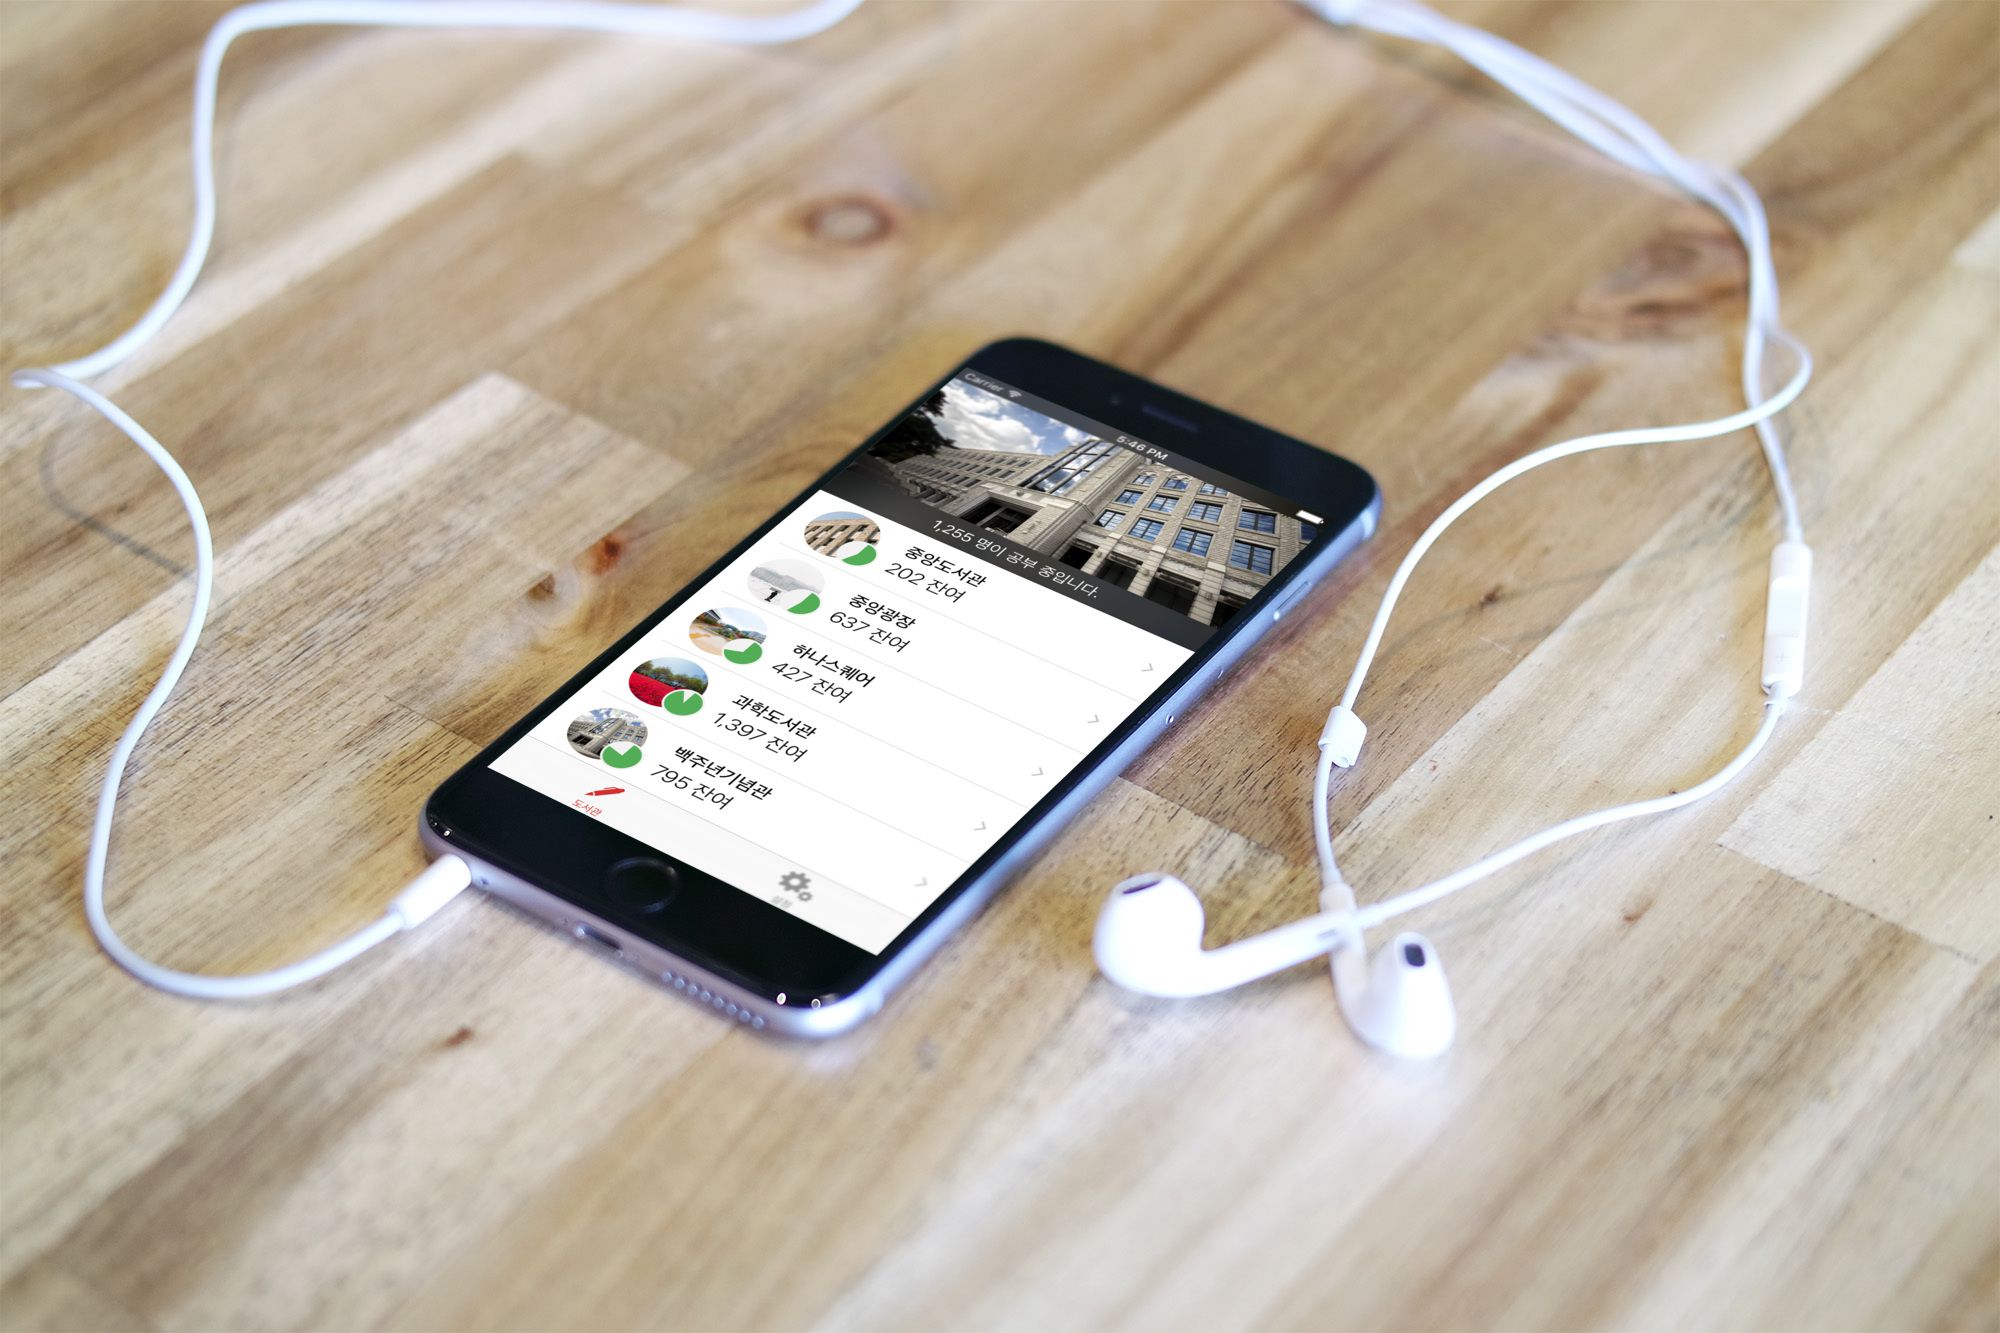 Carrier
5:46 PM
1,255 명이 공부 중입니다.
중앙도서관
202 잔여
중앙광장
637 잔여
하나스퀘어
427 잔여
과학도서관
1,397 잔여
백주년기념관
795 잔여
도서관
설정